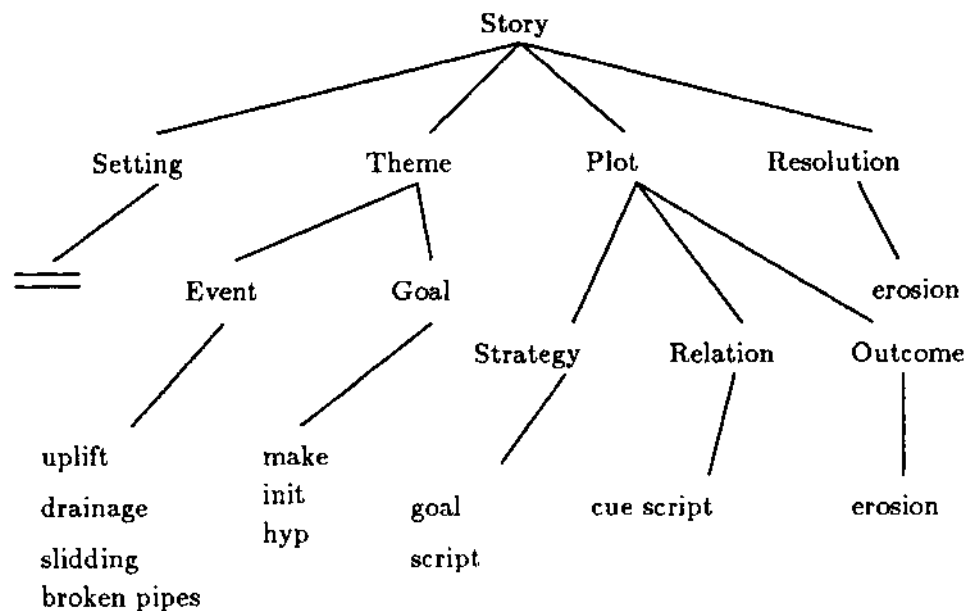 Story
Setting Theme Plot Resolution
Event Goal erosion
Strategy Relation Outcome
uplift make
init
drainage goal cue script erosion
hyp
slidding script
broken pipes